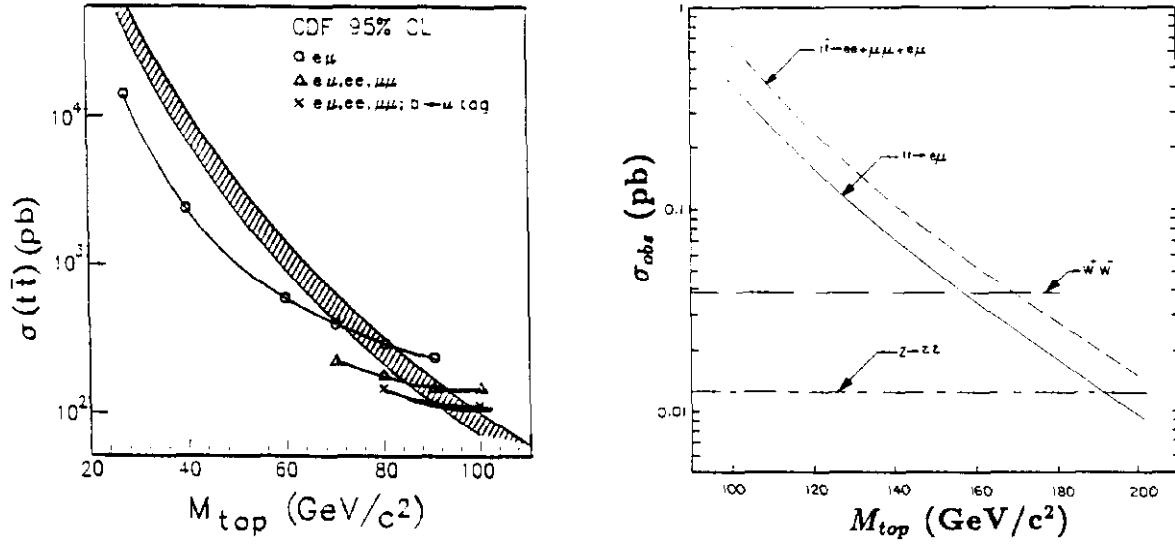 CDF 95% CL
eμ
eμ,ee,μμ
eμ,ee,μμ; b→μ tag
10⁴
10³
10²
σ(tt̄)(pb)
20 40 60 80 100
M_top (GeV/c²)
1
0.1
0.01
σ_obs (pb)
tt̄→ee+μμ+eμ
eμ
W⁺W⁻
100 120 140 160 180 200
M_top (GeV/c²)